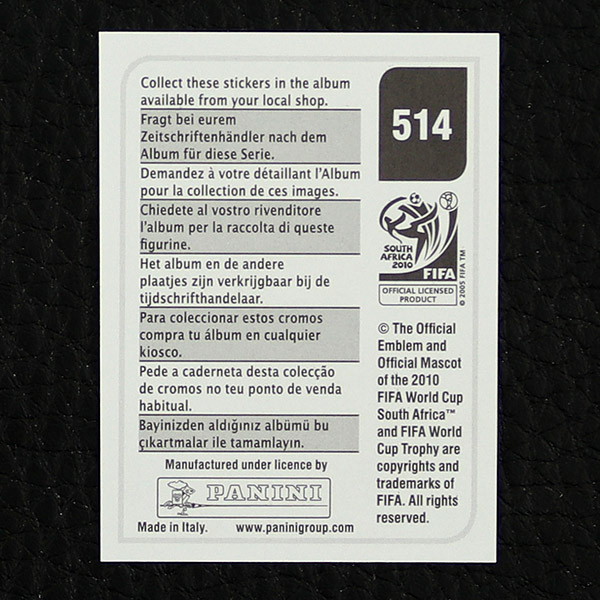 Collect these stickers in the album
available from your local shop.
Fragt bei eurem
Zeitschriftenhändler nach dem
Album für diese Serie.
Demandez à votre détaillant l'Album
pour la collection de ces images.
Chiedete al vostro rivenditore
l'album per la raccolta di queste
figurine.
Het album en de andere
plaatjes zijn verkrijgbaar bij de
tijdschrifthandelaar.
Para coleccionar estos cromos
compra tu álbum en cualquier
kiosco.
Pede a caderneta desta colecção
de cromos no teu ponto de venda
habitual.
Bayinizden aldığınız albümü bu
çıkartmalar ile tamamlayın.
Manufactured under licence by
PANINI
Made in Italy. www.paninigroup.com
514
SOUTH
AFRICA
2010
FIFA
OFFICIAL LICENSED
PRODUCT
© 2005 FIFA TM
© The Official
Emblem and
Official Mascot
of the 2010
FIFA World Cup
South Africa™
and FIFA World
Cup Trophy are
copyrights and
trademarks of
FIFA. All rights
reserved.